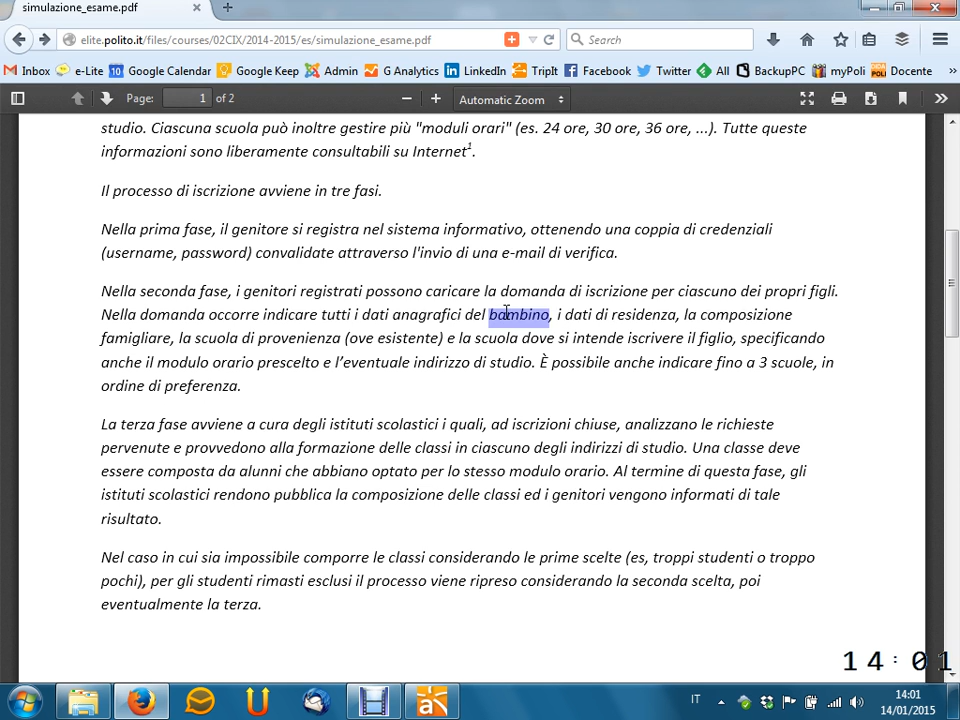 simulazione_esame.pdf
elite.polito.it/files/courses/02CIX/2014-2015/es/simulazione_esame.pdf
Search
Inbox e-Lite Google Calendar Google Keep Admin G Analytics LinkedIn TripIt Facebook Twitter All BackupPC myPoli Docente
Page: 1 of 2
Automatic Zoom
studio. Ciascuna scuola può inoltre gestire più "moduli orari" (es. 24 ore, 30 ore, 36 ore, ...). Tutte queste
informazioni sono liberamente consultabili su Internet1.
Il processo di iscrizione avviene in tre fasi.
Nella prima fase, il genitore si registra nel sistema informativo, ottenendo una coppia di credenziali
(username, password) convalidate attraverso l'invio di una e-mail di verifica.
Nella seconda fase, i genitori registrati possono caricare la domanda di iscrizione per ciascuno dei propri figli.
Nella domanda occorre indicare tutti i dati anagrafici del bambino, i dati di residenza, la composizione
famigliare, la scuola di provenienza (ove esistente) e la scuola dove si intende iscrivere il figlio, specificando
anche il modulo orario prescelto e l'eventuale indirizzo di studio. È possibile anche indicare fino a 3 scuole, in
ordine di preferenza.
La terza fase avviene a cura degli istituti scolastici i quali, ad iscrizioni chiuse, analizzano le richieste
pervenute e provvedono alla formazione delle classi in ciascuno degli indirizzi di studio. Una classe deve
essere composta da alunni che abbiano optato per lo stesso modulo orario. Al termine di questa fase, gli
istituti scolastici rendono pubblica la composizione delle classi ed i genitori vengono informati di tale
risultato.
Nel caso in cui sia impossibile comporre le classi considerando le prime scelte (es, troppi studenti o troppo
pochi), per gli studenti rimasti esclusi il processo viene ripreso considerando la seconda scelta, poi
eventualmente la terza.
14:01
IT
14:01
14/01/2015